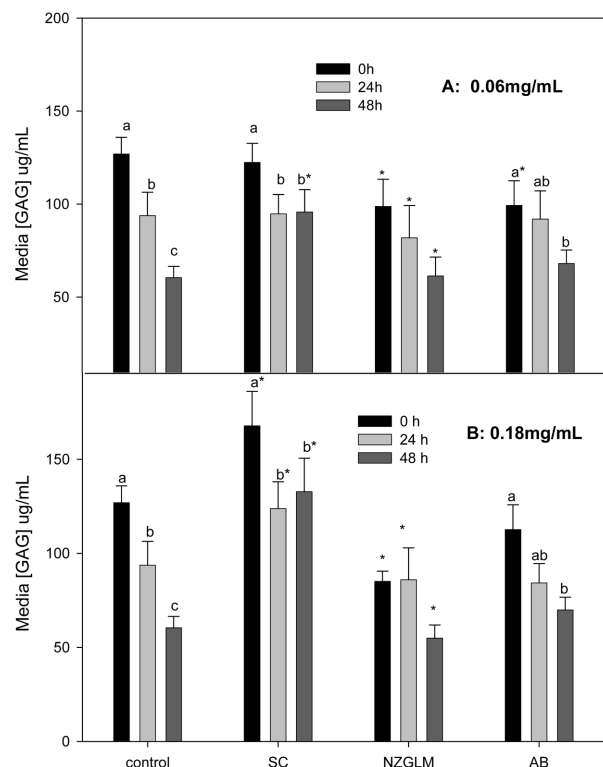 200
0h
24h
48h
A: 0.06mg/mL
150
100
50
Media [GAG] ug/mL
a
b
c
a
b
b*
*
*
*
a*
ab
b
0 h
24 h
48 h
B: 0.18mg/mL
150
100
50
0
Media [GAG] ug/mL
a
b
c
a*
b*
b*
*
*
*
a
ab
b
control
SC
NZGLM
AB